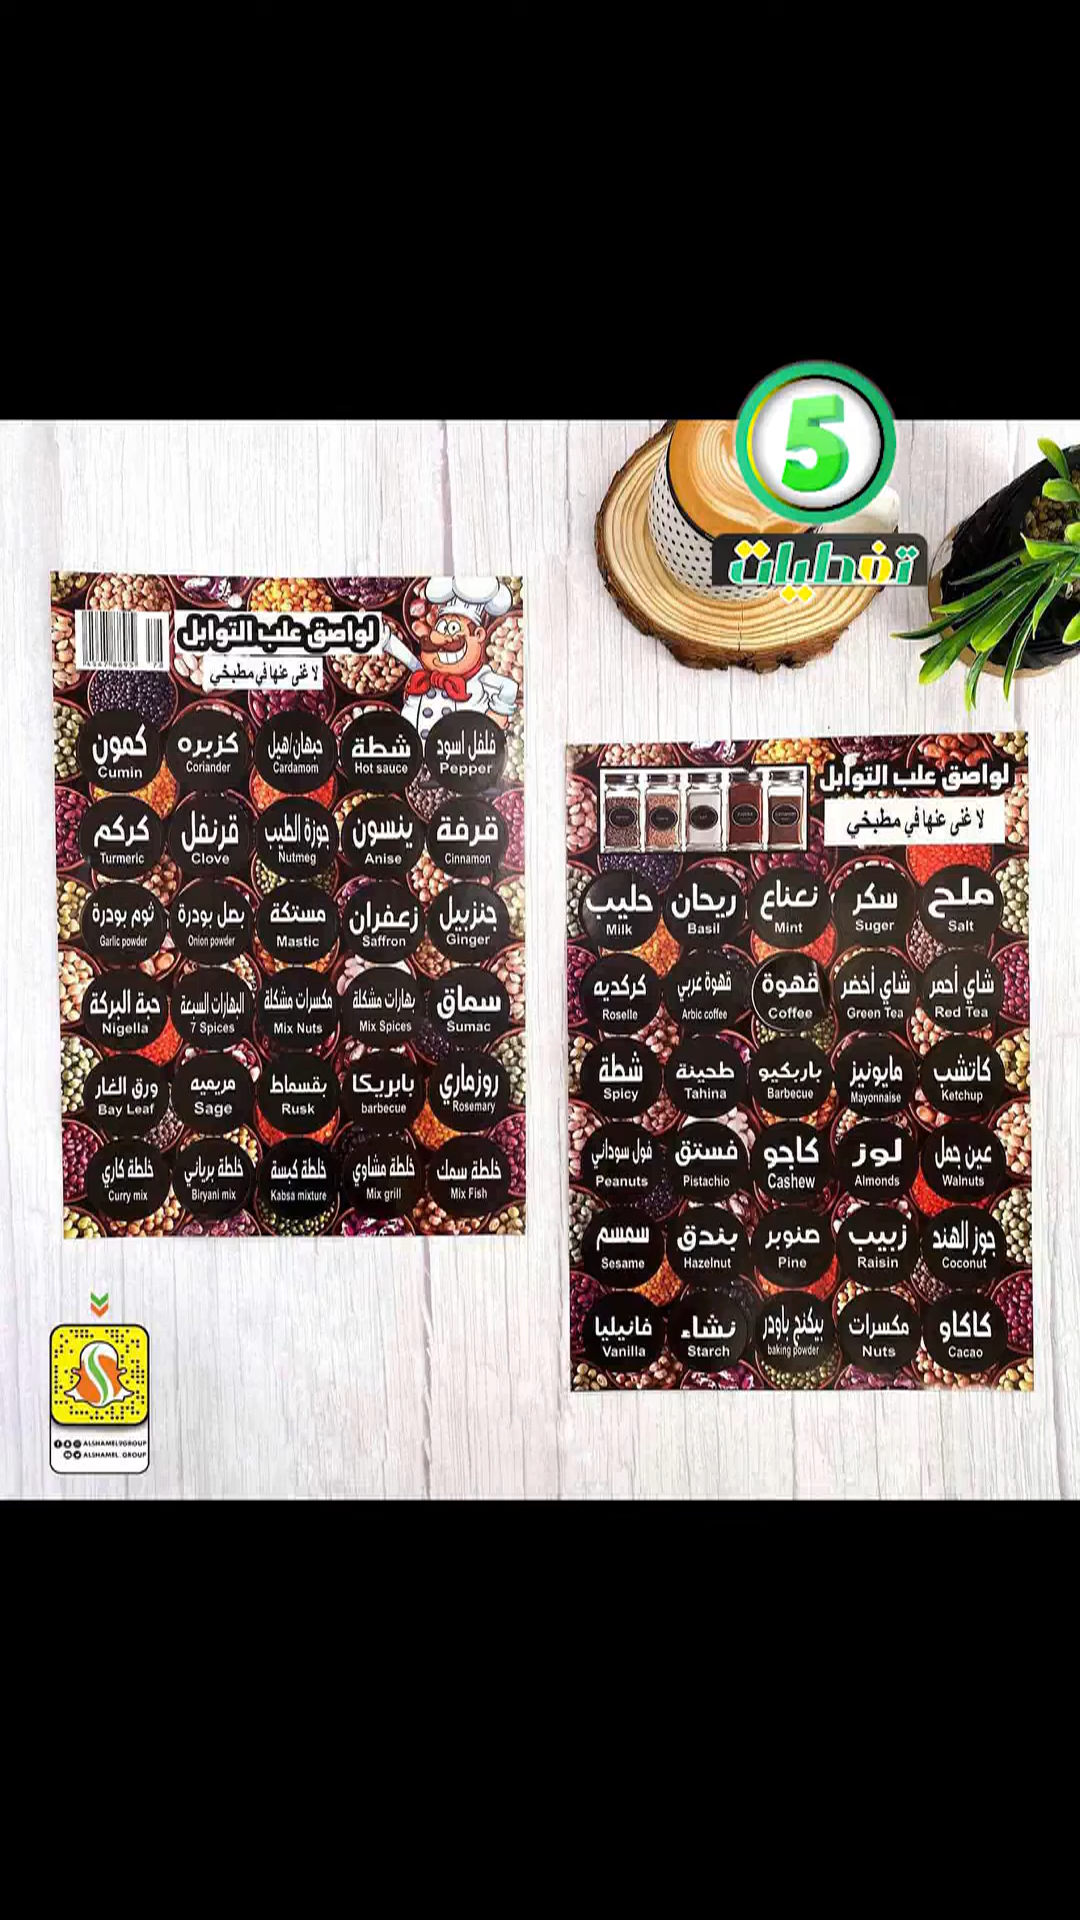 5
تغطيات
لواصق علب التوابل
لا غنى عنها في مطبخي
فلفل اسود
Pepper
شطة
Hot sauce
حبهان/هيل
Cardamom
كزبره
Coriander
كمون
Cumin
قرفة
Cinnamon
ينسون
Anise
جوزة الطيب
Nutmeg
قرنفل
Clove
كركم
Turmeric
جنزبيل
Ginger
زعفران
Saffron
مستكة
Mastic
بصل بودرة
Onion powder
ثوم بودرة
Garlic powder
سماق
Sumac
بهارات مشكلة
Mix Spices
مكسرات مشكلة
Mix Nuts
البهارات السبعة
7 Spices
حبة البركة
Nigella
روزماري
Rosemary
بابريكا
barbecue
بقسماط
Rusk
مريميه
Sage
ورق الغار
Bay Leaf
خلطة سمك
Mix Fish
خلطة مشاوي
Mix grill
خلطة كبسة
Kabsa mixture
خلطة برياني
Biryani mix
خلطة كاري
Curry mix
لواصق علب التوابل
لا غنى عنها في مطبخي
ملح
Salt
سكر
Suger
نعناع
Mint
ريحان
Basil
حليب
Milk
شاي أحمر
Red Tea
شاي أخضر
Green Tea
قهوة
Coffee
قهوة عربي
Arbic coffee
كركديه
Roselle
كاتشب
Ketchup
مايونيز
Mayonnaise
باربكيو
Barbecue
طحينة
Tahina
شطة
Spicy
عين جمل
Walnuts
لوز
Almonds
كاجو
Cashew
فستق
Pistachio
فول سوداني
Peanuts
جوز الهند
Coconut
زبيب
Raisin
صنوبر
Pine
بندق
Hazelnut
سمسم
Sesame
كاكاو
Cacao
مكسرات
Nuts
بيكنج باودر
baking powder
نشاء
Starch
فانيليا
Vanilla
ALSHAMEL9GROUP
ALSHAMEL_GROUP